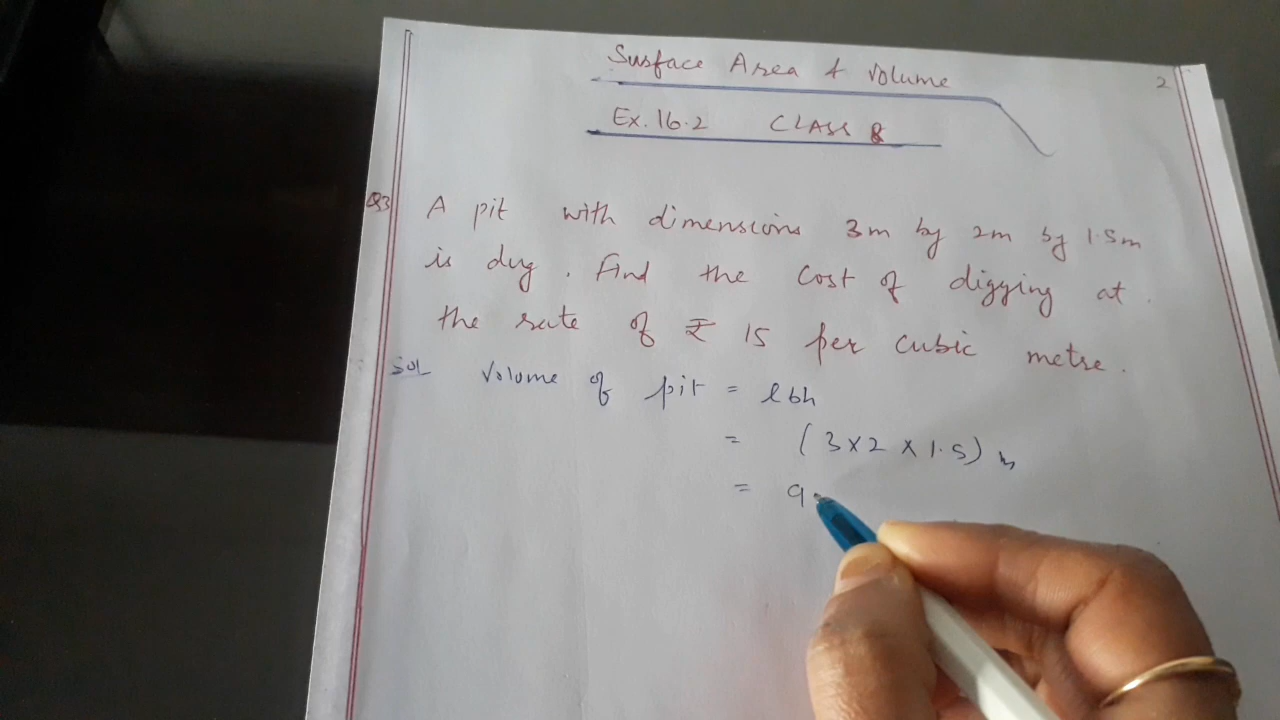 Surface Area & Volume
2
Ex.16.2 CLASS 8
Q3 A pit with dimensions 3m by 2m by 1.5m
is dug. Find the cost of digging at
the rate of ₹ 15 per cubic metre.
SOL Volume of pit = lbh
= (3×2×1.5) m
= 9